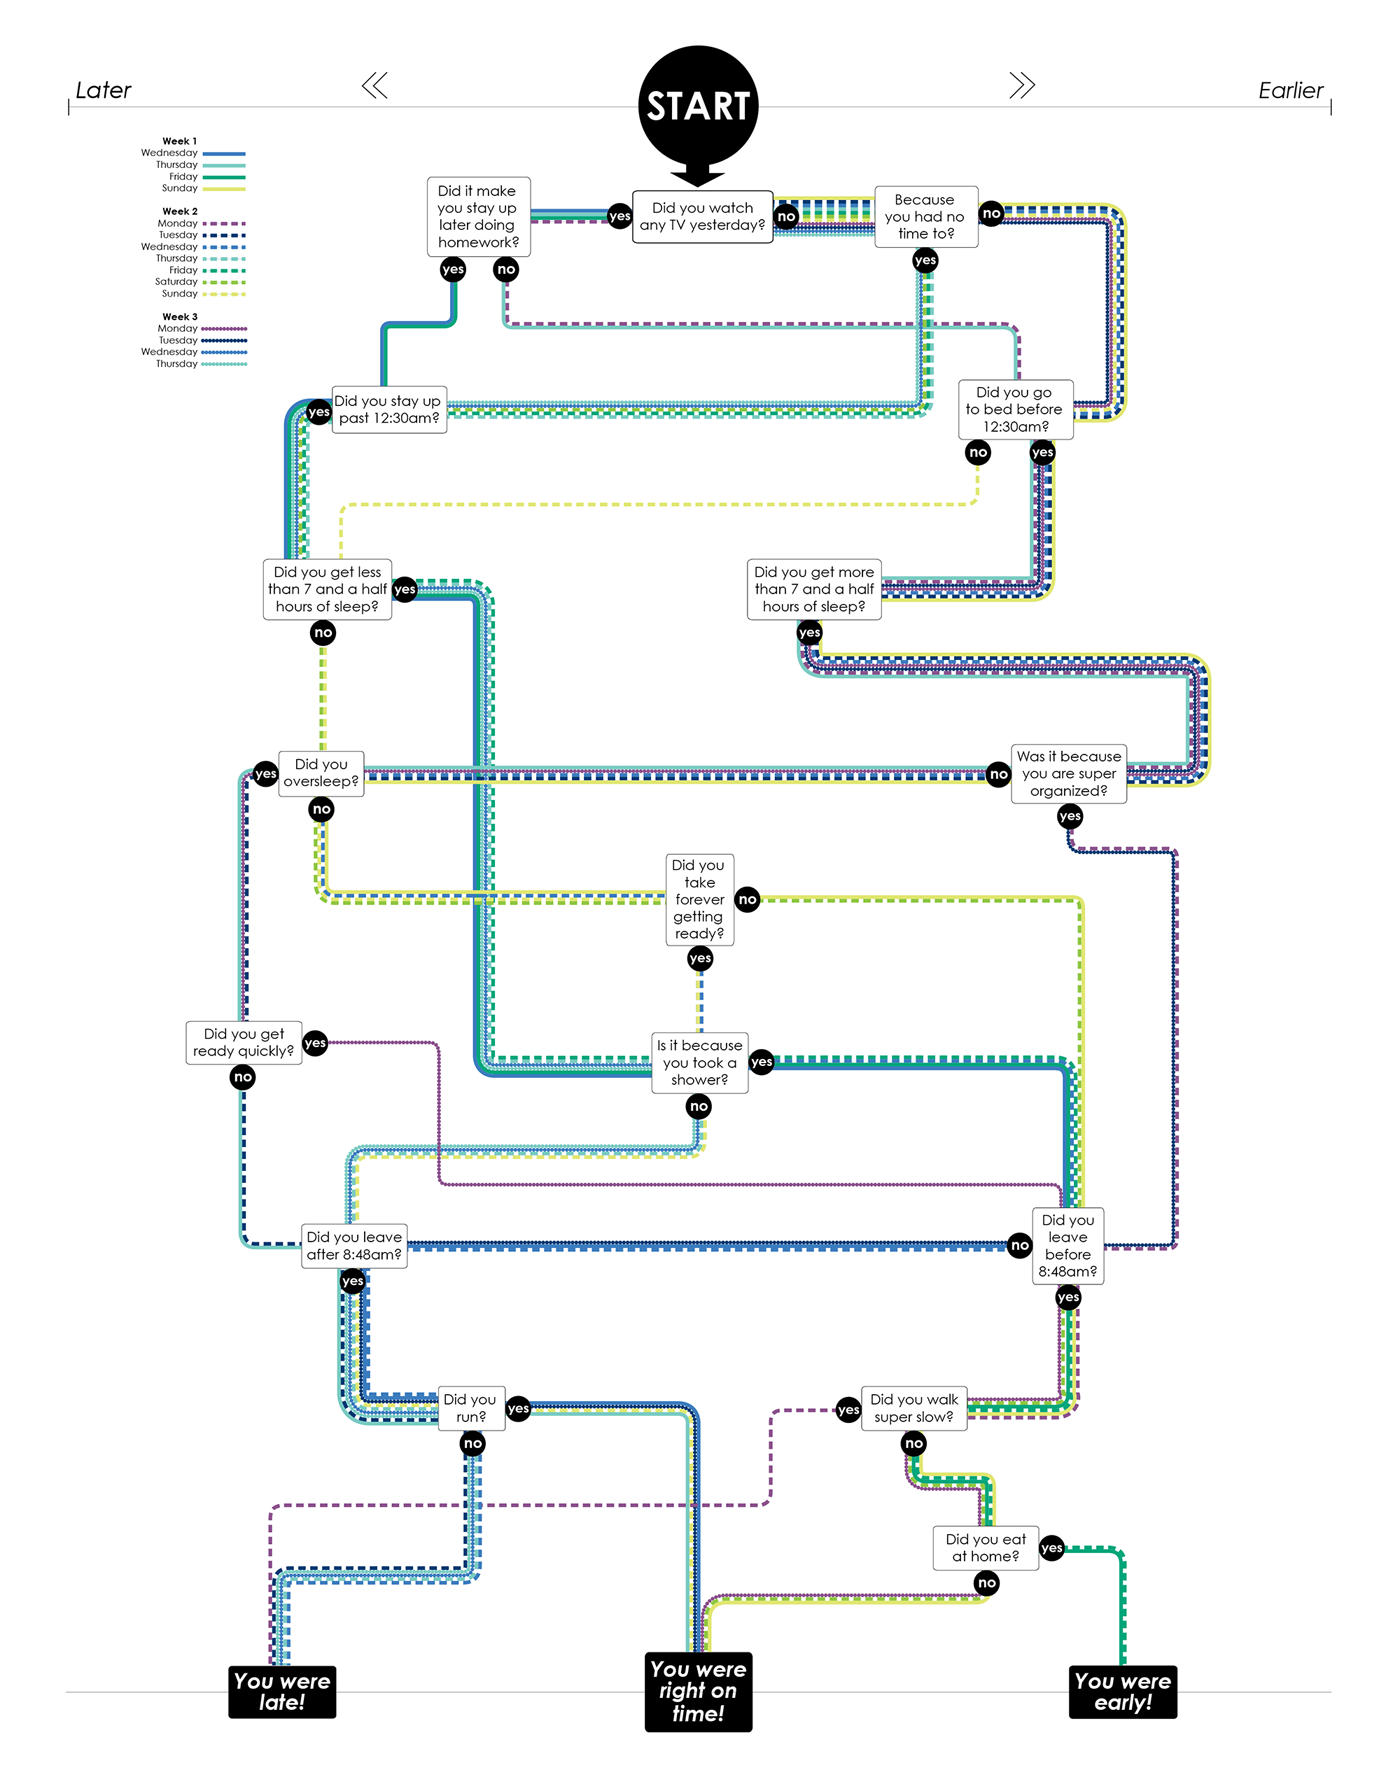 START
Later
Earlier
Week 1
Wednesday
Thursday
Friday
Sunday
Week 2
Monday
Tuesday
Wednesday
Thursday
Friday
Saturday
Sunday
Week 3
Monday
Tuesday
Wednesday
Thursday
Did it make
you stay up
later doing
homework?
yes
Did you watch
any TV yesterday?
no
Because
you had no
time to?
no
yes
no
yes
Did you stay up
past 12:30am?
yes
Did you go
to bed before
12:30am?
no
yes
Did you get less
than 7 and a half
hours of sleep?
yes
no
Did you get more
than 7 and a half
hours of sleep?
yes
yes
Did you
oversleep?
no
no
Was it because
you are super
organized?
yes
Did you
take
forever
getting
ready?
no
yes
Did you get
ready quickly?
yes
no
Is it because
you took a
shower?
yes
no
Did you leave
after 8:48am?
yes
no
Did you
leave
before
8:48am?
yes
Did you
run?
yes
no
yes
Did you walk
super slow?
no
Did you eat
at home?
yes
no
You were
late!
You were
right on
time!
You were
early!